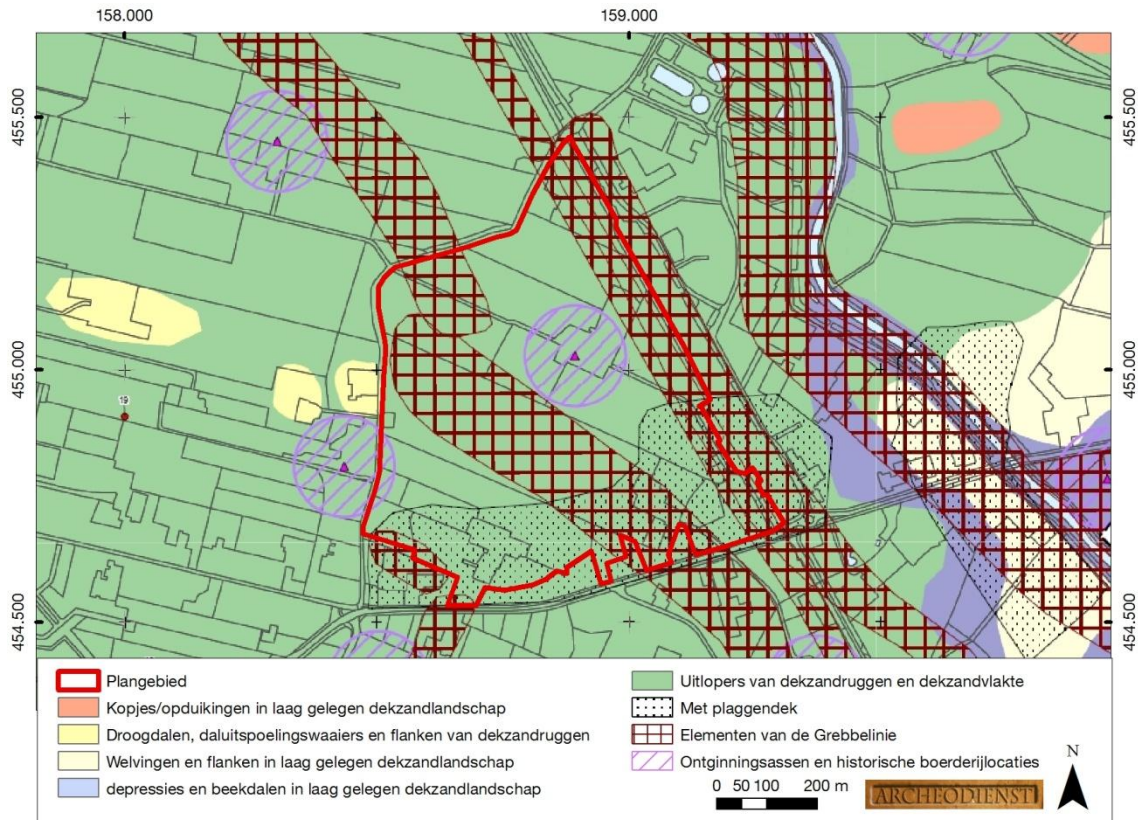 158.000
159.000
455.500
455.500
455.000
455.000
19
454.500
454.500
Plangebied
Kopjes/opduikingen in laag gelegen dekzandlandschap
Droogdalen, daluitspoelingswaaiers en flanken van dekzandruggen
Welvingen en flanken in laag gelegen dekzandlandschap
depressies en beekdalen in laag gelegen dekzandlandschap
Uitlopers van dekzandruggen en dekzandvlakte
Met plaggendek
Elementen van de Grebbelinie
Ontginningsassen en historische boerderijlocaties
N
0 50 100 200 m
ARCHEODIENST